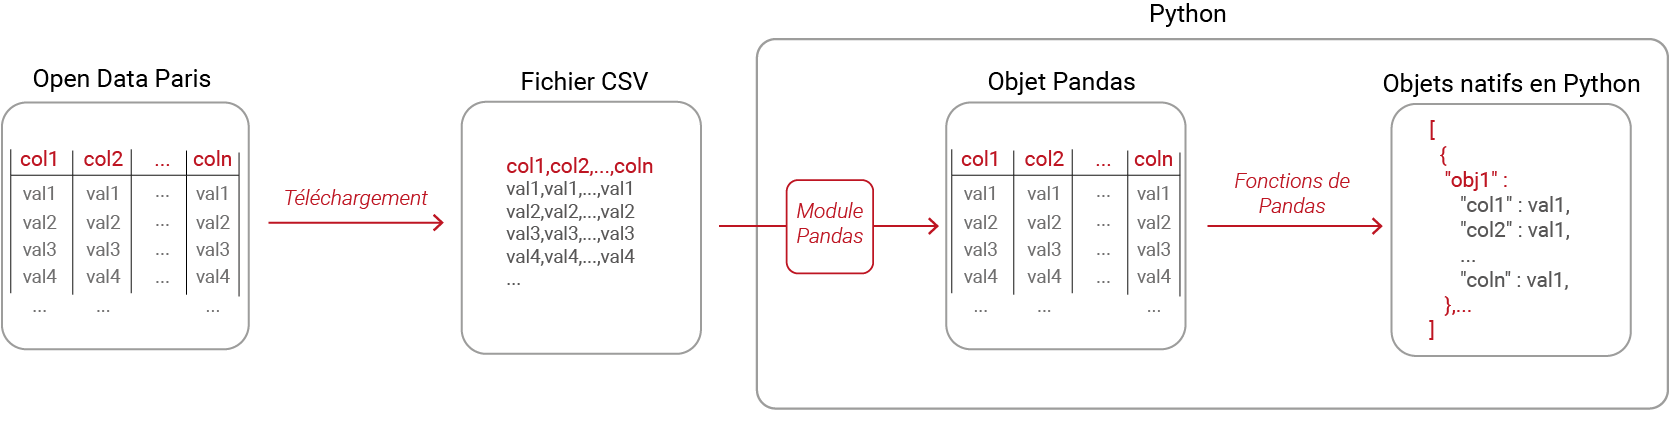 Python
Open Data Paris
col1 col2 ... coln
val1 val1 ... val1
val2 val2 ... val2
val3 val3 ... val3
val4 val4 ... val4
... ... ...
Téléchargement
Fichier CSV
col1,col2,...,coln
val1,val1,...,val1
val2,val2,...,val2
val3,val3,...,val3
val4,val4,...,val4
...
Module
Pandas
Objet Pandas
col1 col2 ... coln
val1 val1 ... val1
val2 val2 ... val2
val3 val3 ... val3
val4 val4 ... val4
... ... ...
Fonctions de
Pandas
Objets natifs en Python
[
{
"obj1" :
"col1" : val1,
"col2" : val1,
...
"coln" : val1,
},...
]